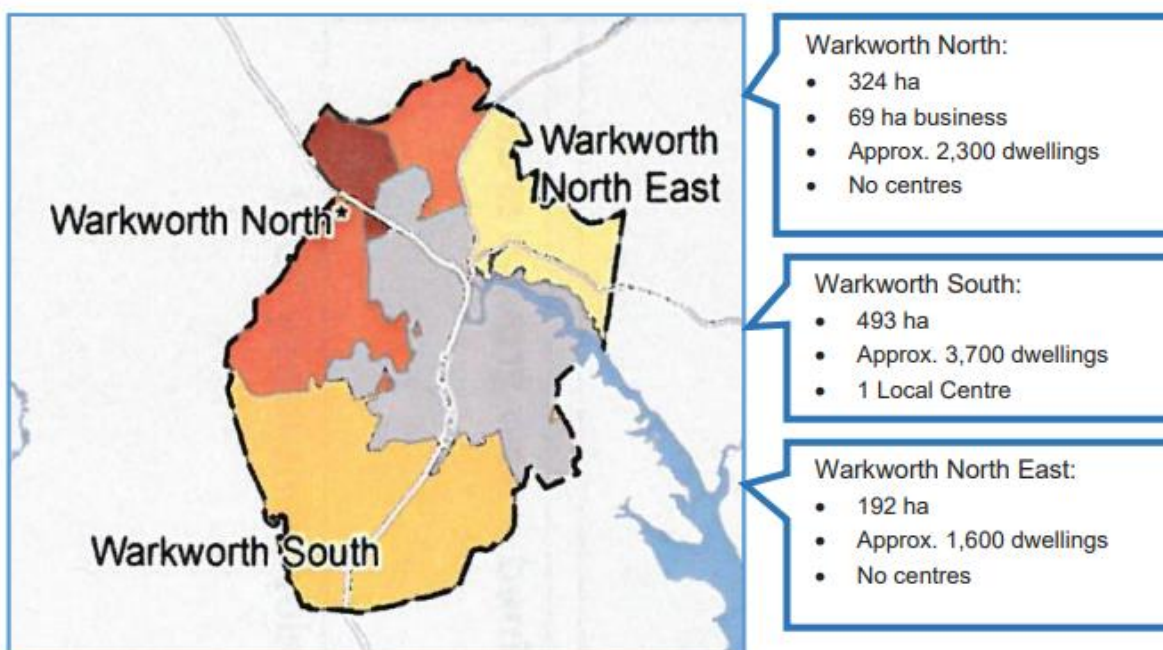 Warkworth
North East
Warkworth North*
Warkworth South
Warkworth North:
• 324 ha
• 69 ha business
• Approx. 2,300 dwellings
• No centres
Warkworth South:
• 493 ha
• Approx. 3,700 dwellings
• 1 Local Centre
Warkworth North East:
• 192 ha
• Approx. 1,600 dwellings
• No centres